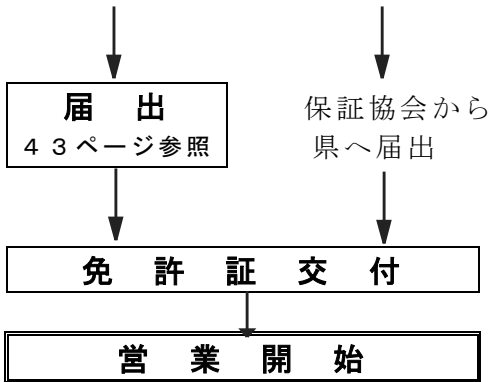 届　出
４３ページ参照
保証協会から
県へ届出
免　許　証　交　付
営　業　開　始